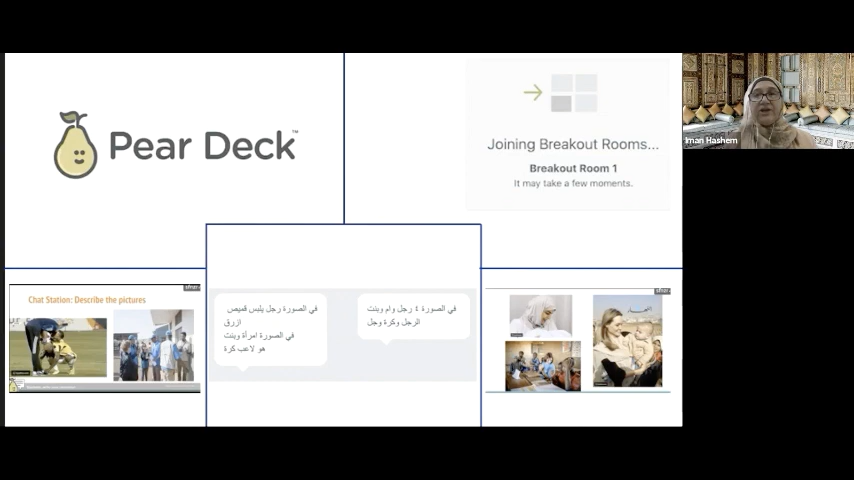 Pear Deck™
Joining Breakout Rooms...
Breakout Room 1
It may take a few moments.
Iman Hashem
Chat Station: Describe the pictures
في الصورة رجل يلبس قميص
ازرق
في الصورة امرأة وبنت
هو لاعب كرة
في الصورة ٤ رجل وام وبنت
الرجل وكرة وجل